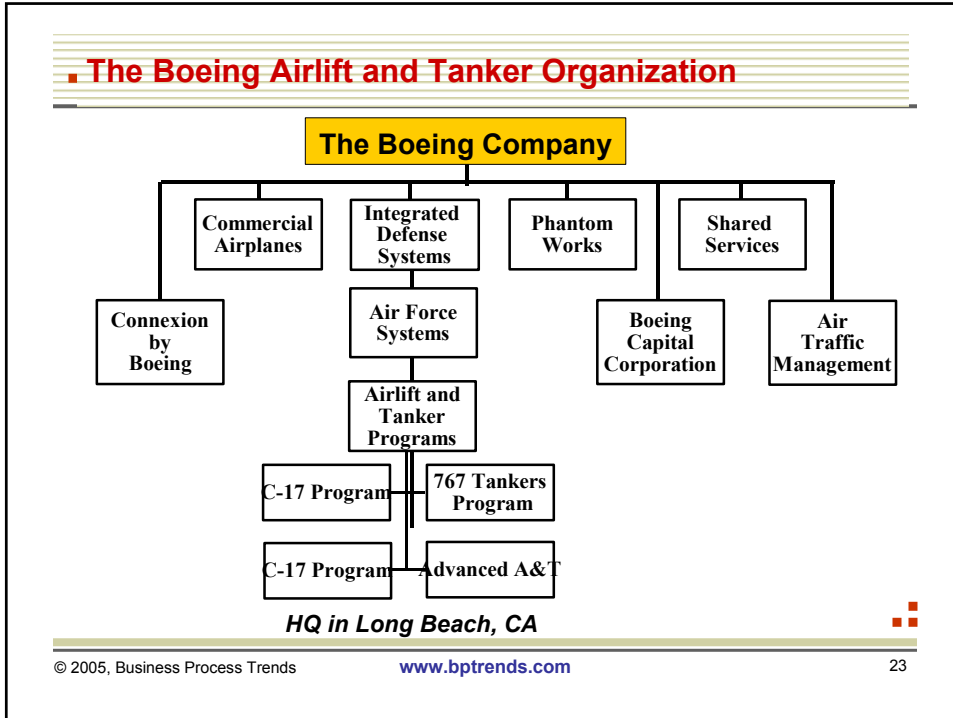 The Boeing Airlift and Tanker Organization
The Boeing Company
Commercial
Airplanes
Integrated
Defense
Systems
Phantom
Works
Shared
Services
Connexion
by
Boeing
Air Force
Systems
Boeing
Capital
Corporation
Air
Traffic
Management
Airlift and
Tanker
Programs
C-17 Program
767 Tankers
Program
C-17 Program
Advanced A&T
HQ in Long Beach, CA
© 2005, Business Process Trends
www.bptrends.com
23